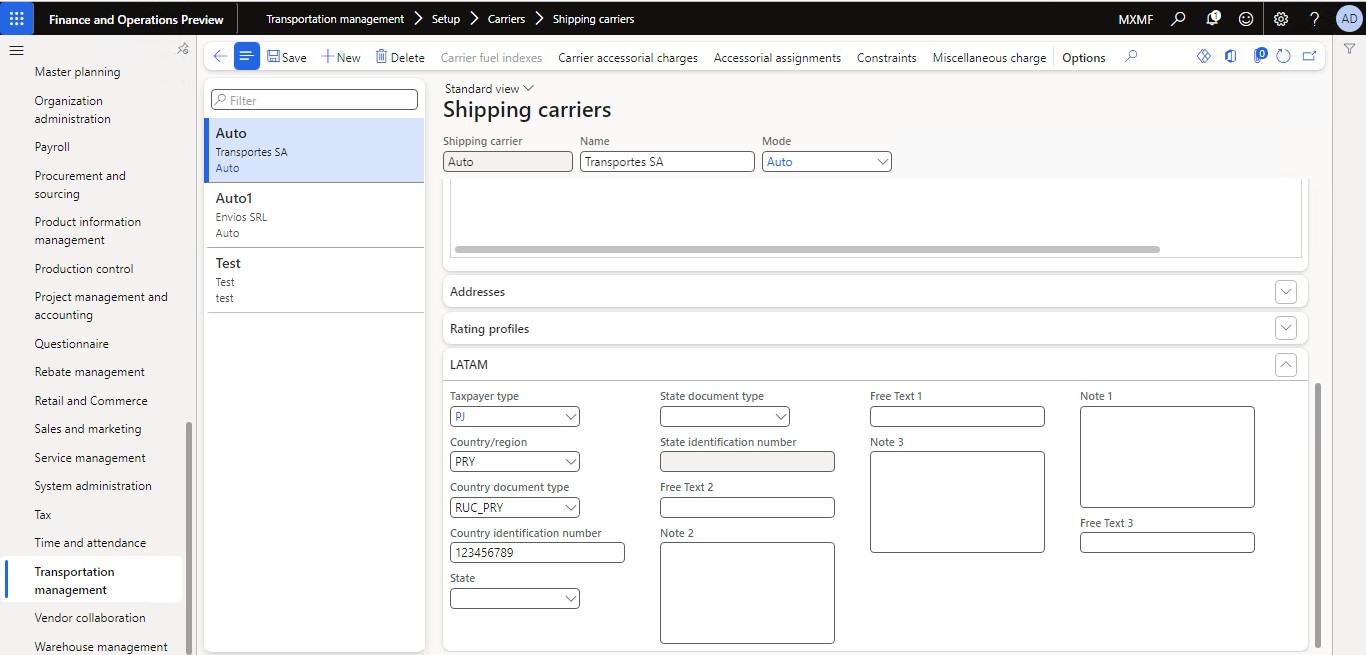 Finance and Operations Preview
Transportation management > Setup > Carriers > Shipping carriers
MXMF
1
?
AD
Master planning
Organization
administration
Payroll
Procurement and
sourcing
Product information
management
Production control
Project management and
accounting
Questionnaire
Rebate management
Retail and Commerce
Sales and marketing
Service management
System administration
Tax
Time and attendance
Transportation
management
Vendor collaboration
Warehouse management
Save
New
Delete
Carrier fuel indexes
Carrier accessorial charges
Accessorial assignments
Constraints
Miscellaneous charge
Options
0
Filter
Auto
Transportes SA
Auto
Auto1
Envios SRL
Auto
Test
Test
test
Standard view
Shipping carriers
Shipping carrier
Auto
Name
Transportes SA
Mode
Auto
Addresses
Rating profiles
LATAM
Taxpayer type
PJ
Country/region
PRY
Country document type
RUC_PRY
Country identification number
123456789
State
State document type
State identification number
Free Text 2
Note 2
Free Text 1
Note 3
Note 1
Free Text 3